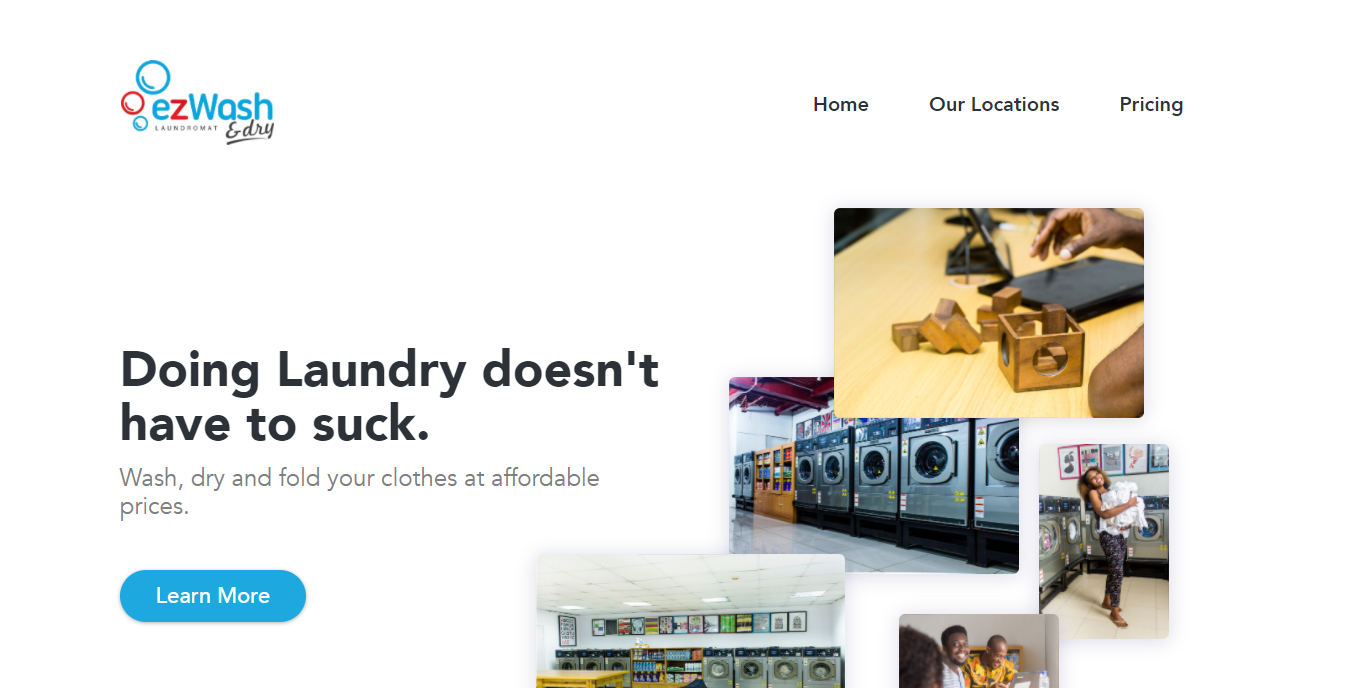 ezWash
LAUNDROMAT
&dry
Home
Our Locations
Pricing
Doing Laundry doesn't
have to suck.
Wash, dry and fold your clothes at affordable
prices.
Learn More